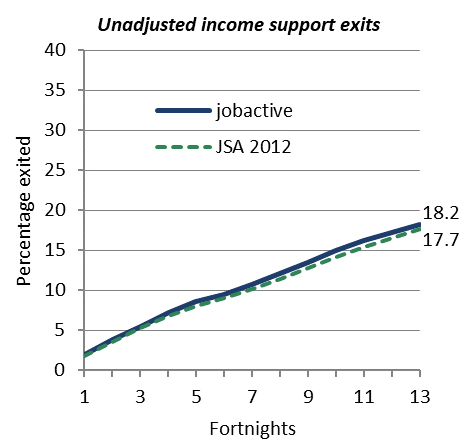 Unadjusted income support exits
40
35
30
25
20
15
10
5
0
Percentage exited
jobactive
JSA 2012
18.2
17.7
1 3 5 7 9 11 13
Fortnights